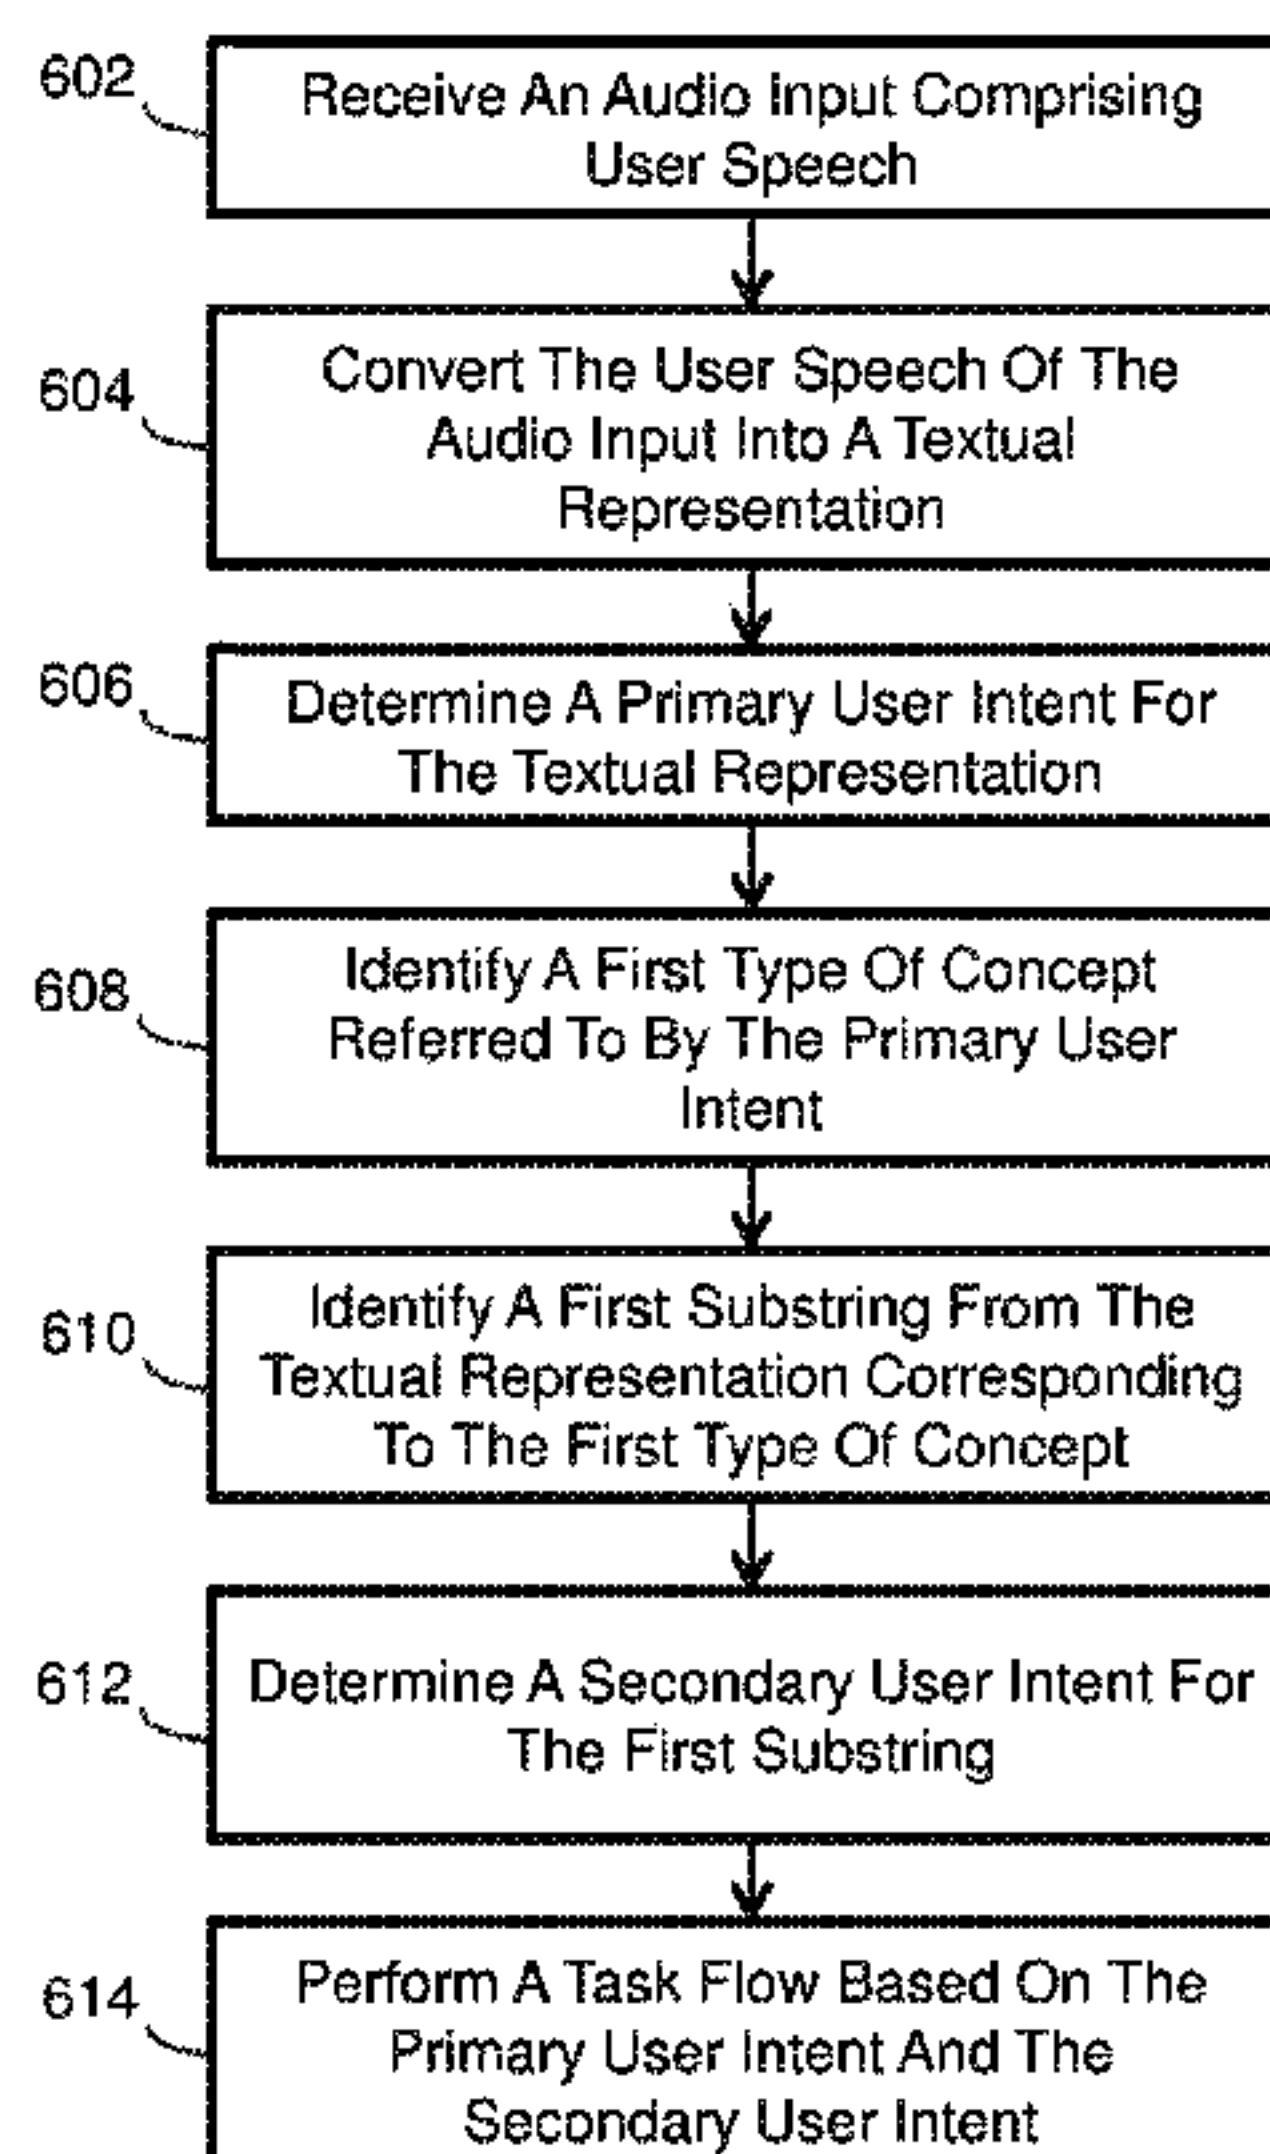 602
Receive An Audio Input Comprising
User Speech
604
Convert The User Speech Of The
Audio Input Into A Textual
Representation
606
Determine A Primary User Intent For
The Textual Representation
608
Identify A First Type Of Concept
Referred To By The Primary User
Intent
610
Identify A First Substring From The
Textual Representation Corresponding
To The First Type Of Concept
612
Determine A Secondary User Intent For
The First Substring
614
Perform A Task Flow Based On The
Primary User Intent And The
Secondary User Intent